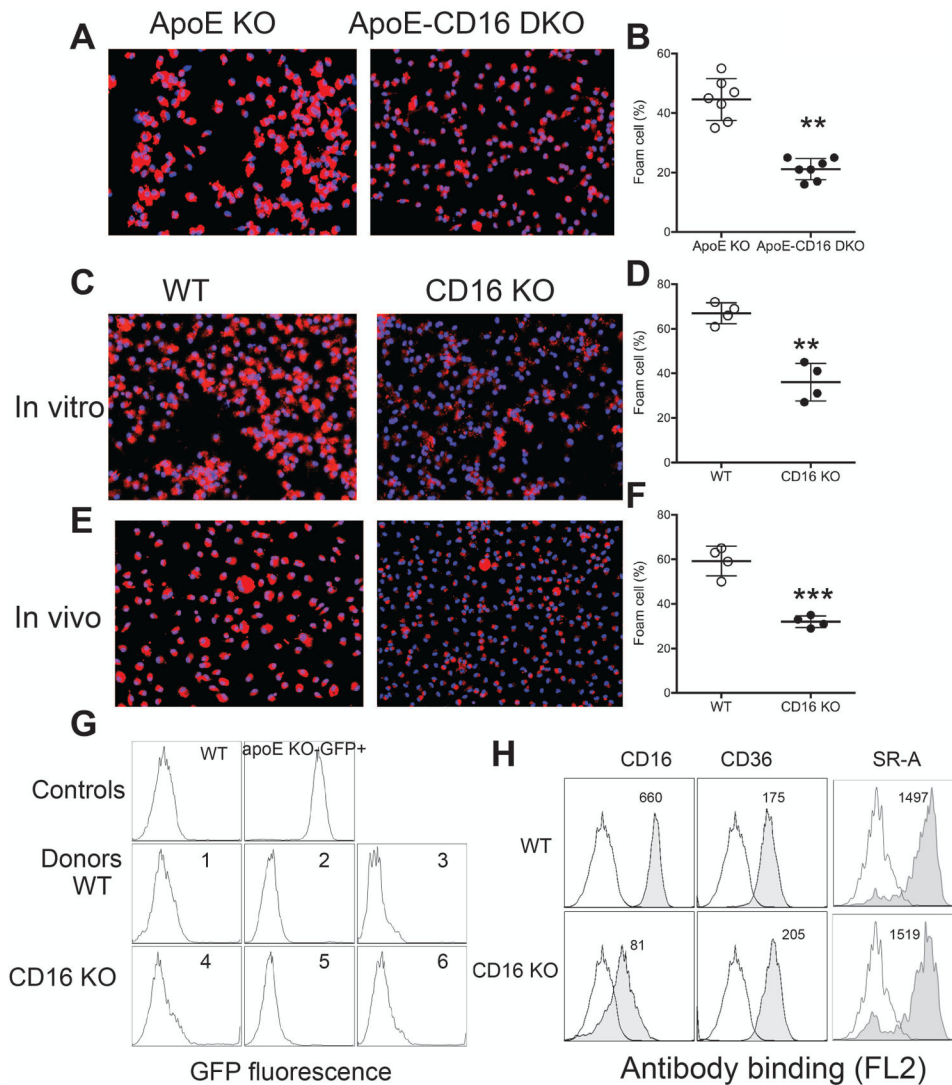 A
ApoE KO
ApoE-CD16 DKO
B
60
40
20
0
Foam cell (%)
**
ApoE KO
ApoE-CD16 DKO
C
WT
CD16 KO
In vitro
D
80
60
40
20
0
Foam cell (%)
**
WT
CD16 KO
E
In vivo
F
80
60
40
20
0
Foam cell (%)
***
WT
CD16 KO
G
Controls
WT
apoE KO-GFP+
Donors
WT
1
2
3
CD16 KO
4
5
6
GFP fluorescence
H
CD16
CD36
SR-A
WT
660
175
1497
CD16 KO
81
205
1519
Antibody binding (FL2)